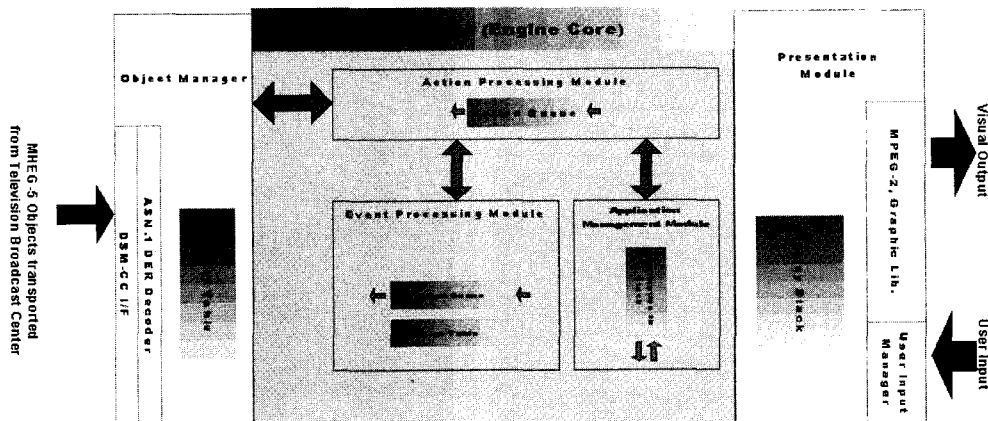 (Engine Core)
Object Manager
Action Processing Module
Queue
Presentation
Module
MHEG-5 Objects transported
from Television Broadcast Center
DSM-CC I/F
ASN.1 DER Decoder
Table
Event Processing Module
Application
Management Module
Stack
Stack
MPEG-2, Graphic Lib.
User Input
Manager
Visual Output
User Input